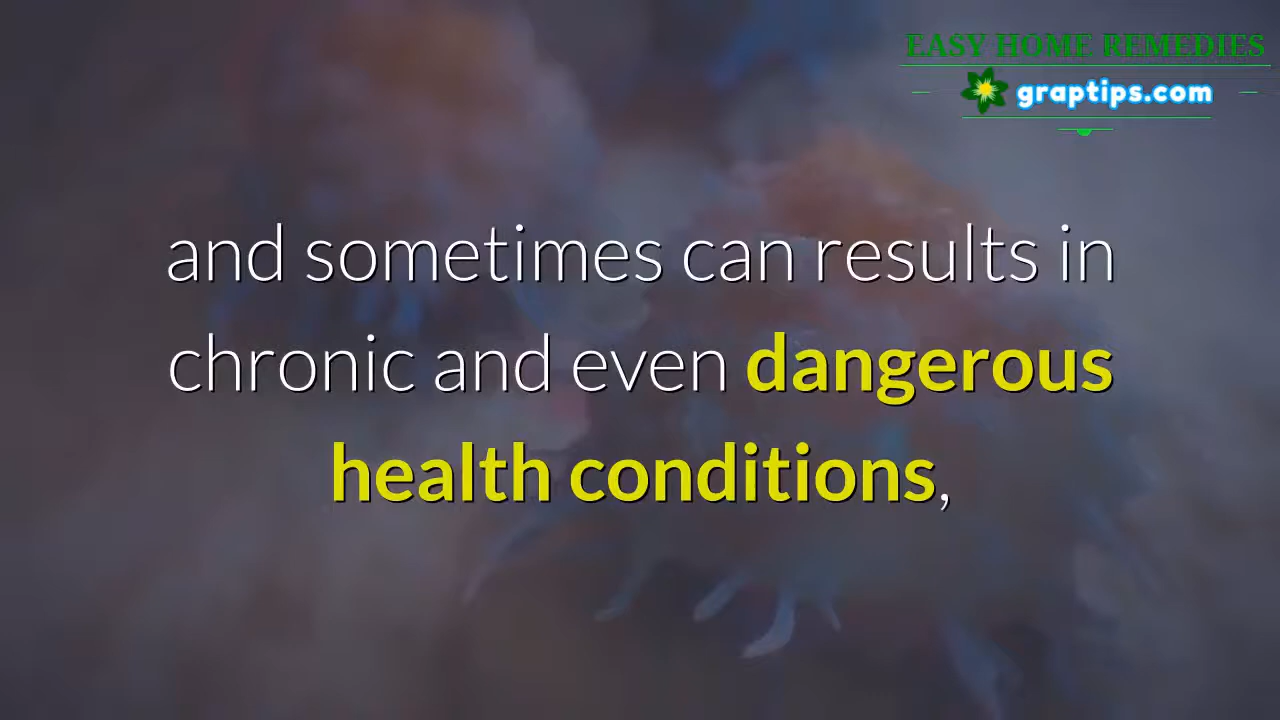 EASY HOME REMEDIES
graptips.com
and sometimes can results in
chronic and even dangerous
health conditions,